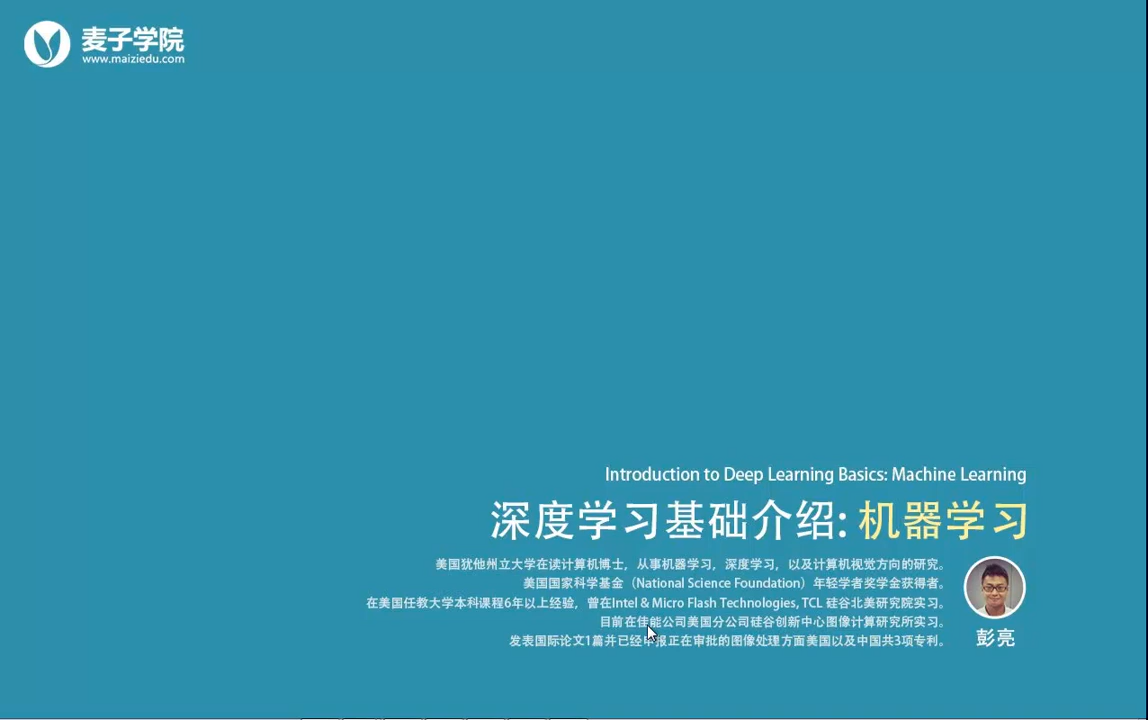 麦子学院
www.maiziedu.com
Introduction to Deep Learning Basics: Machine Learning
深度学习基础介绍: 机器学习
美国犹他州立大学在读计算机博士，从事机器学习，深度学习，以及计算机视觉方向的研究。
美国国家科学基金（National Science Foundation）年轻学者奖学金获得者。
在美国任教大学本科课程6年以上经验，曾在Intel & Micro Flash Technologies, TCL 硅谷北美研究院实习。
目前在佳能公司美国分公司硅谷创新中心图像计算研究所实习。
发表国际论文1篇并已经申报正在审批的图像处理方面美国以及中国共3项专利。
彭亮